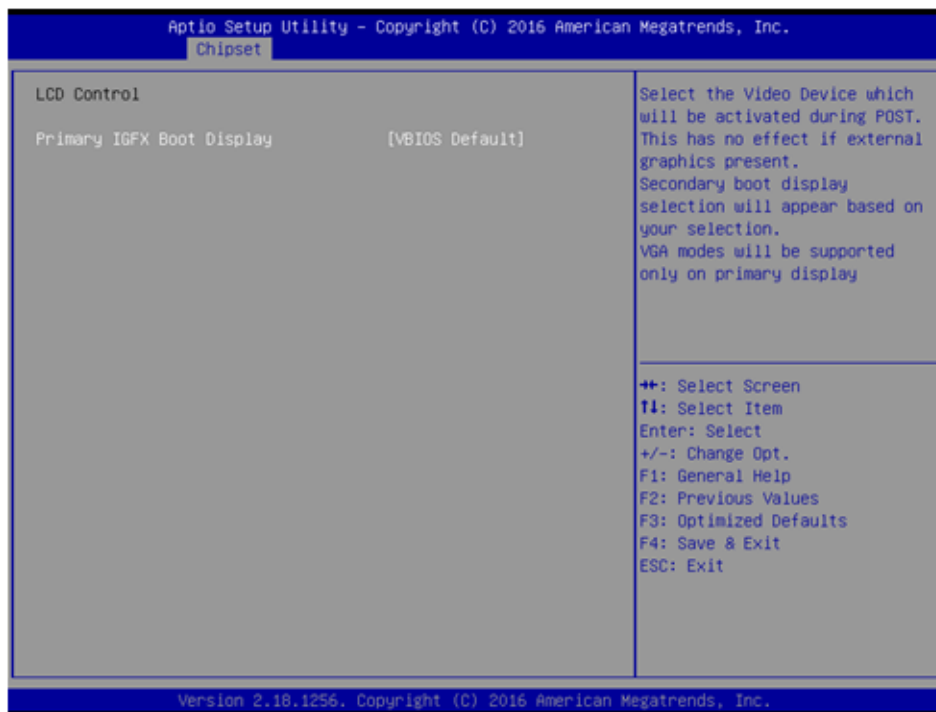 Aptio Setup Utility – Copyright (C) 2016 American Megatrends, Inc.
Chipset
LCD Control
Primary IGFX Boot Display [VBIOS Default]
Select the Video Device which
will be activated during POST.
This has no effect if external
graphics present.
Secondary boot display
selection will appear based on
your selection.
VGA modes will be supported
only on primary display
→←: Select Screen
↑↓: Select Item
Enter: Select
+/-: Change Opt.
F1: General Help
F2: Previous Values
F3: Optimized Defaults
F4: Save & Exit
ESC: Exit
Version 2.18.1256. Copyright (C) 2016 American Megatrends, Inc.